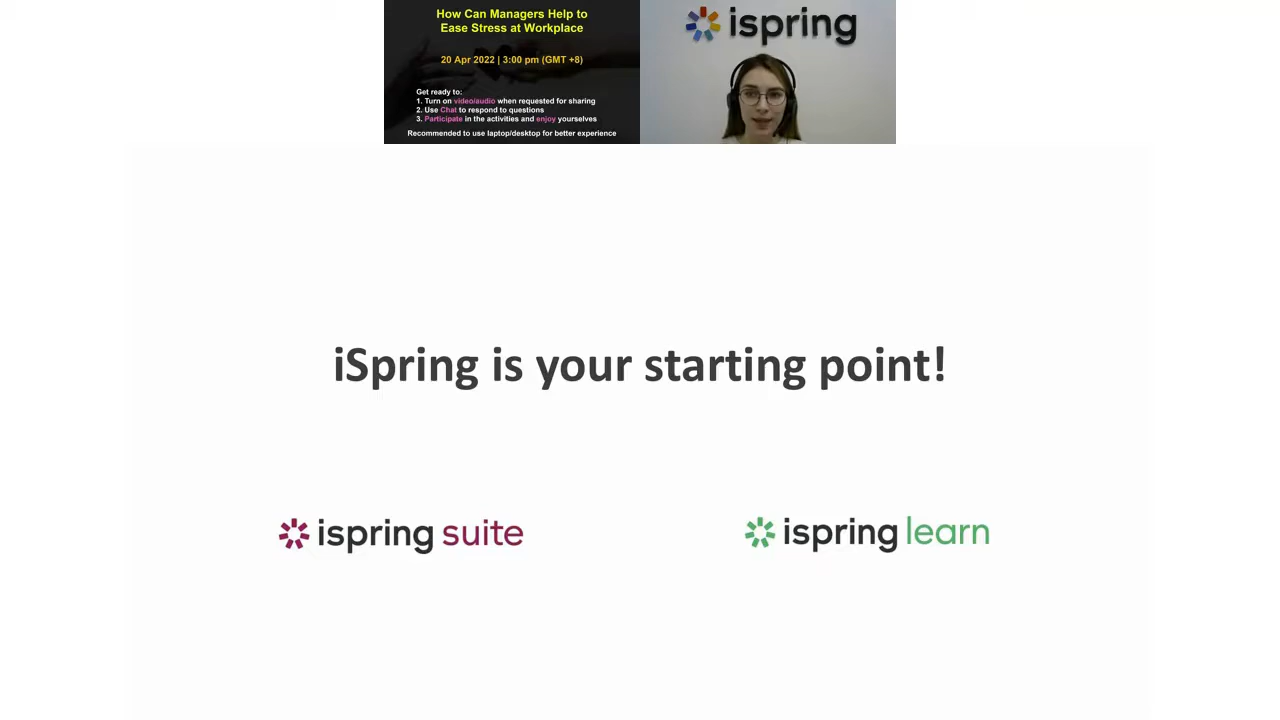 How Can Managers Help to
Ease Stress at Workplace
20 Apr 2022 | 3:00 pm (GMT +8)
Get ready to:
1. Turn on video/audio when requested for sharing
2. Use Chat to respond to questions
3. Participate in the activities and enjoy yourselves
Recommended to use laptop/desktop for better experience
ispring
iSpring is your starting point!
ispring suite
ispring learn